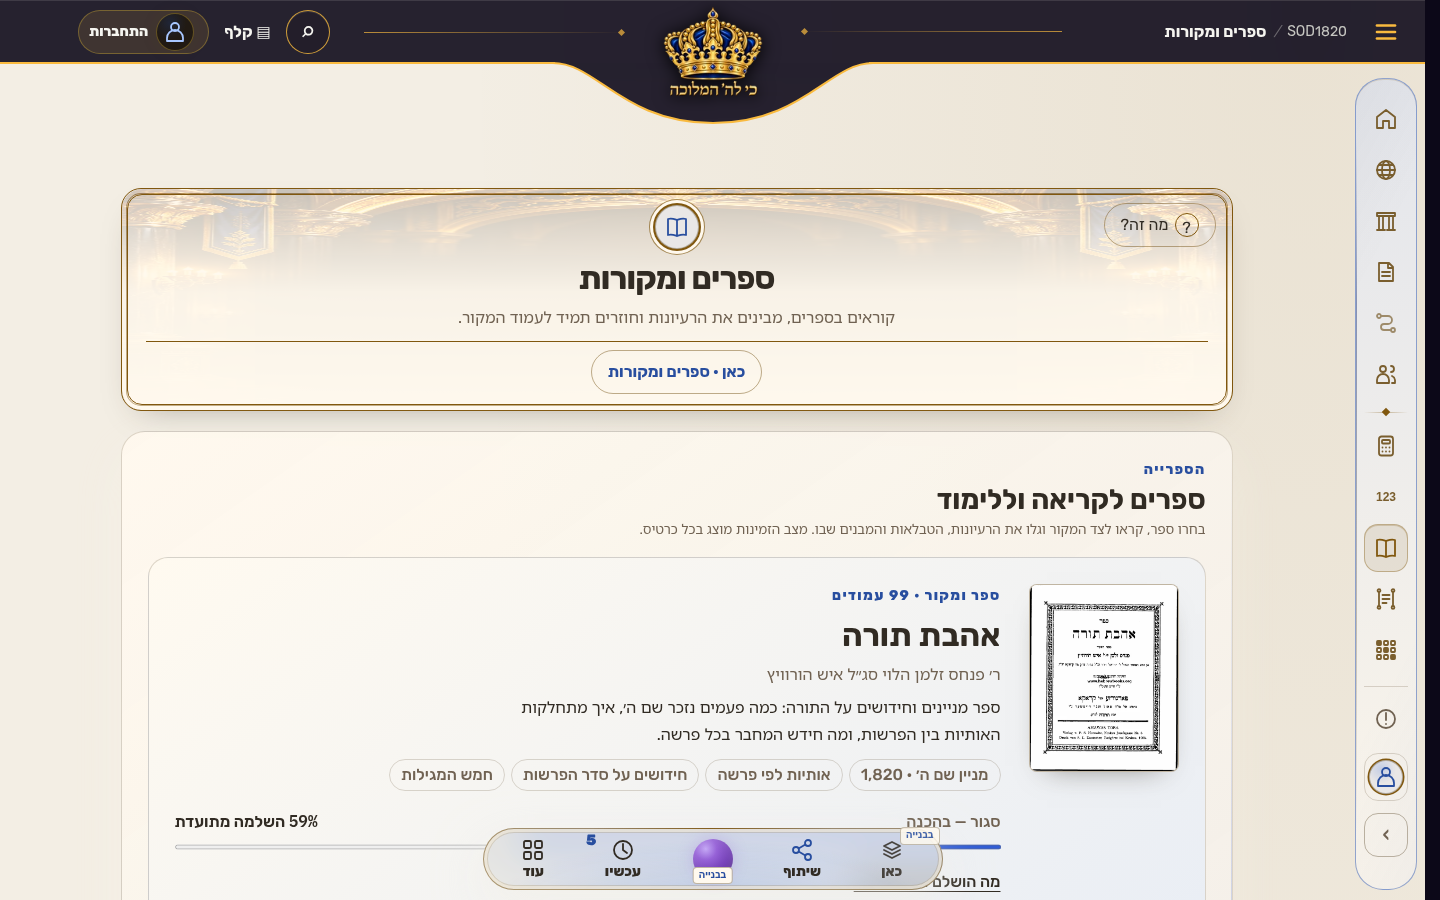 SOD1820 / ספרים ומקורות
כי לה' המלוכה
קלף
התחברות
מה זה?
?
ספרים ומקורות
קוראים בספרים, מבינים את הרעיונות וחוזרים תמיד לעמוד המקור.
כאן • ספרים ומקורות
הספרייה
ספרים לקריאה וללימוד
בחרו ספר, קראו לצד המקור וגלו את הרעיונות, הטבלאות והמבנים שבו. מצב הזמינות מוצג בכל כרטיס.
ספר
אהבת תורה
ספר ומקור • 99 עמודים
אהבת תורה
ר׳ פנחס זלמן הלוי סג״ל איש הורוויץ
ספר מניינים וחידושים על התורה: כמה פעמים נזכר שם ה׳, איך מתחלקות
האותיות בין הפרשות, ומה חידש המחבר בכל פרשה.
מניין שם ה׳ • 1,820
אותיות לפי פרשה
חידושים על סדר הפרשות
חמש המגילות
סגור — בהכנה
59% השלמה מתועדת
מה הושלם
בבנייה
כאן
שיתוף
בבנייה
עכשיו
5
עוד
123